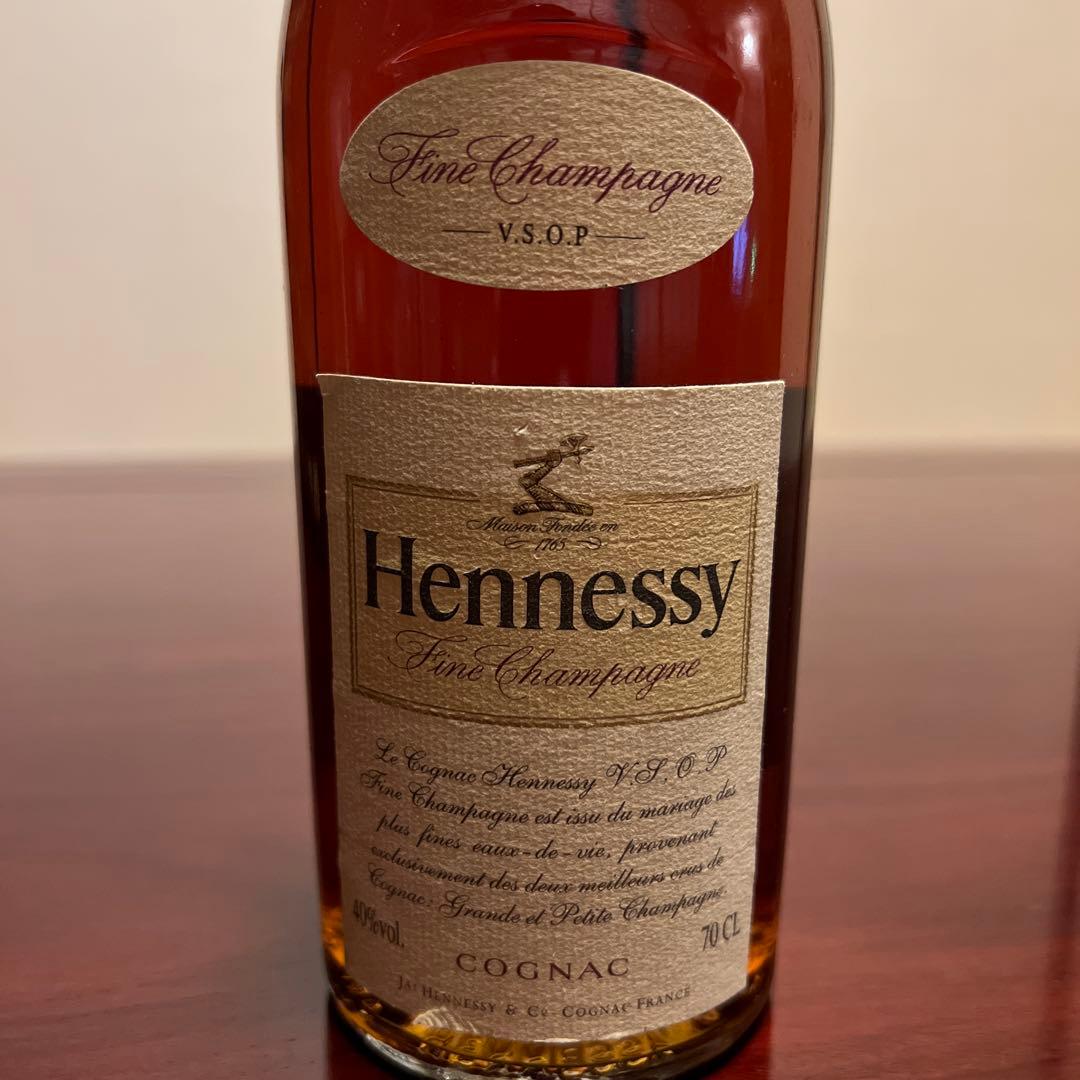 Fine Champagne
V.S.O.P
Maison Fondée en
1765
Hennessy
Fine Champagne
Le Cognac Hennessy V.S.O.P
Fine Champagne est issu du mariage des
plus fines eaux-de-vie, provenant
exclusivement des deux meilleurs crus de
Cognac: Grande et Petite Champagne.
40%vol.
70 CL
COGNAC
Jas HENNESSY & Co COGNAC FRANCE